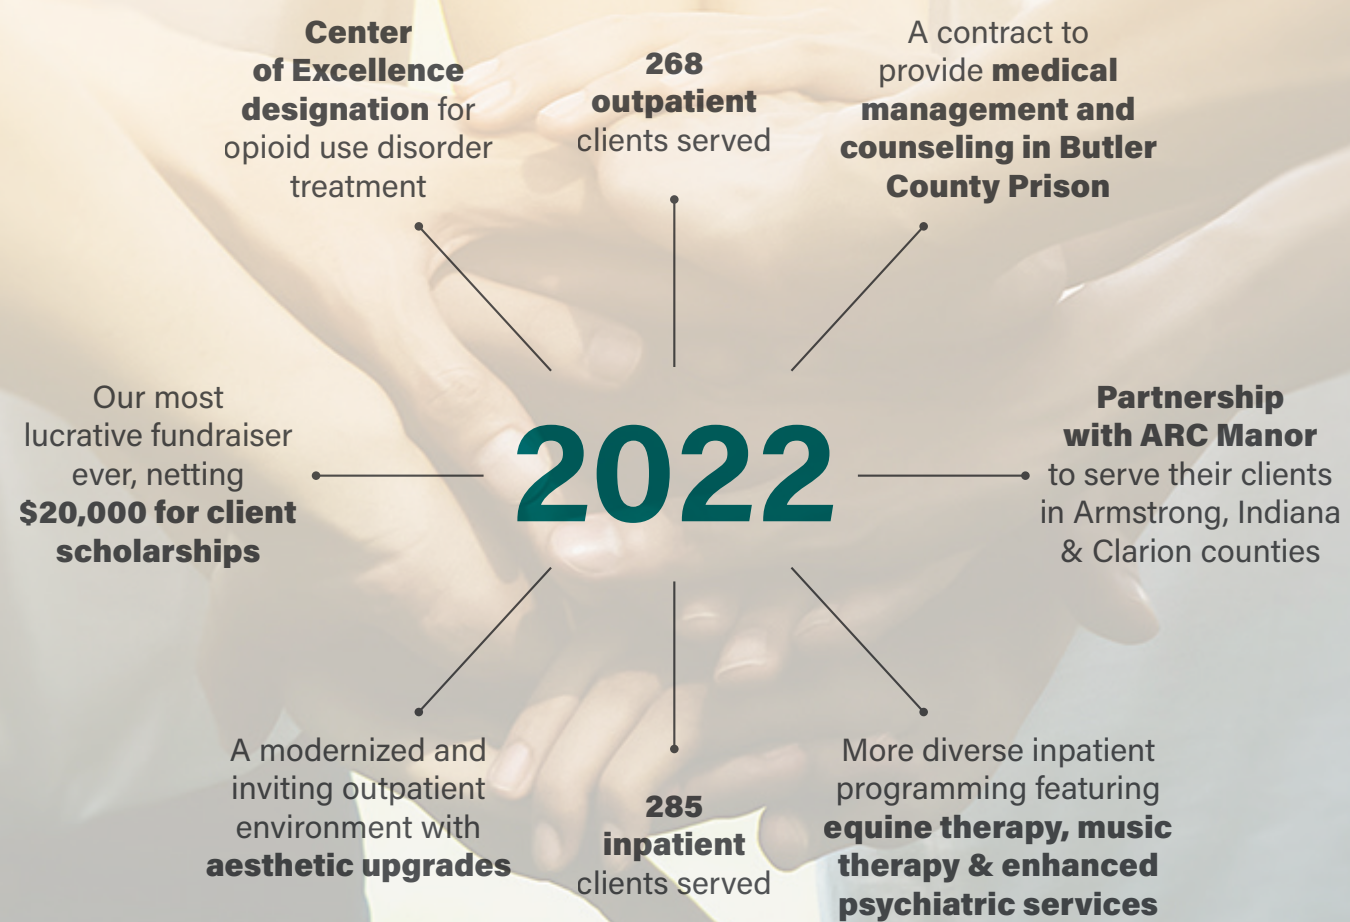 Center
of Excellence
designation for
opioid use disorder
treatment
268
outpatient
clients served
A contract to
provide medical
management and
counseling in Butler
County Prison
Our most
lucrative fundraiser
ever, netting
$20,000 for client
scholarships
2022
Partnership
with ARC Manor
to serve their clients
in Armstrong, Indiana
& Clarion counties
A modernized and
inviting outpatient
environment with
aesthetic upgrades
285
inpatient
clients served
More diverse inpatient
programming featuring
equine therapy, music
therapy & enhanced
psychiatric services